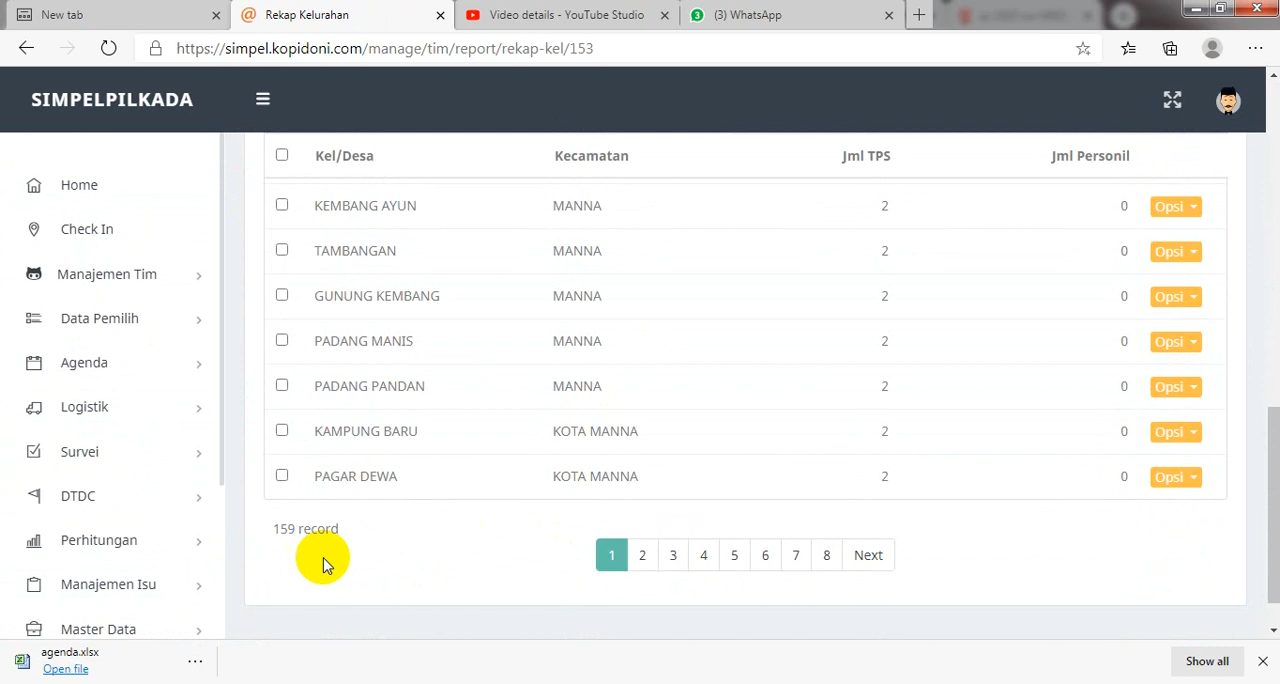 New tab
Rekap Kelurahan
Video details - YouTube Studio
(3) WhatsApp
https://simpel.kopidoni.com/manage/tim/report/rekap-kel/153
SIMPELPILKADA
Home
Check In
Manajemen Tim
Data Pemilih
Agenda
Logistik
Survei
DTDC
Perhitungan
Manajemen Isu
Master Data
Kel/Desa Kecamatan Jml TPS Jml Personil
KEMBANG AYUN MANNA 2 0 Opsi
TAMBANGAN MANNA 2 0 Opsi
GUNUNG KEMBANG MANNA 2 0 Opsi
PADANG MANIS MANNA 2 0 Opsi
PADANG PANDAN MANNA 2 0 Opsi
KAMPUNG BARU KOTA MANNA 2 0 Opsi
PAGAR DEWA KOTA MANNA 2 0 Opsi
159 record
1 2 3 4 5 6 7 8 Next
agenda.xlsx
Open file
Show all